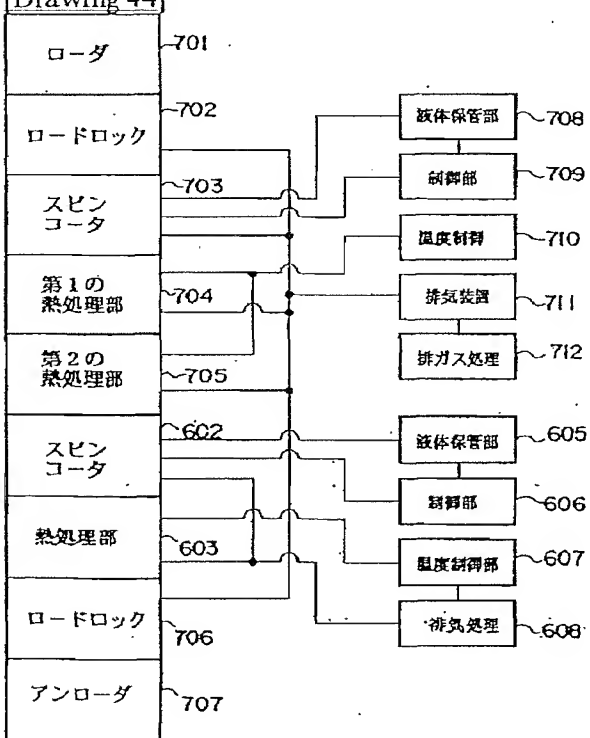 Drawing 44
ローダ
701
ロードロック
702
スピン
コータ
703
第1の
熱処理部
704
第2の
熱処理部
705
スピン
コータ
602
熱処理部
603
ロードロック
706
アンローダ
707
液体保管部
708
制御部
709
温度制御
710
排気装置
711
排ガス処理
712
液体保管部
605
制御部
606
温度制御部
607
排気処理
608